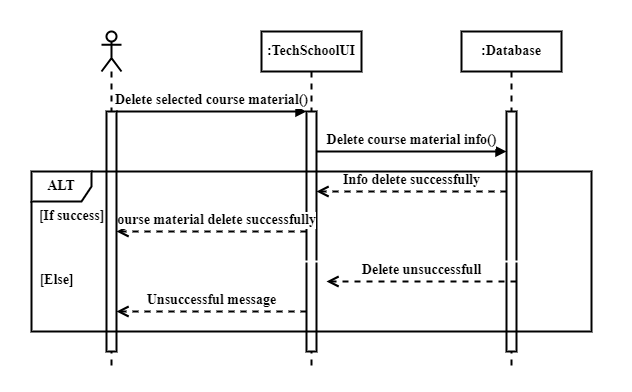 :TechSchoolUI
:Database
Delete selected course material()
Delete course material info()
ALT
Info delete successfully
[If success]
ourse material delete successfully
[Else]
Delete unsuccessfull
Unsuccessful message